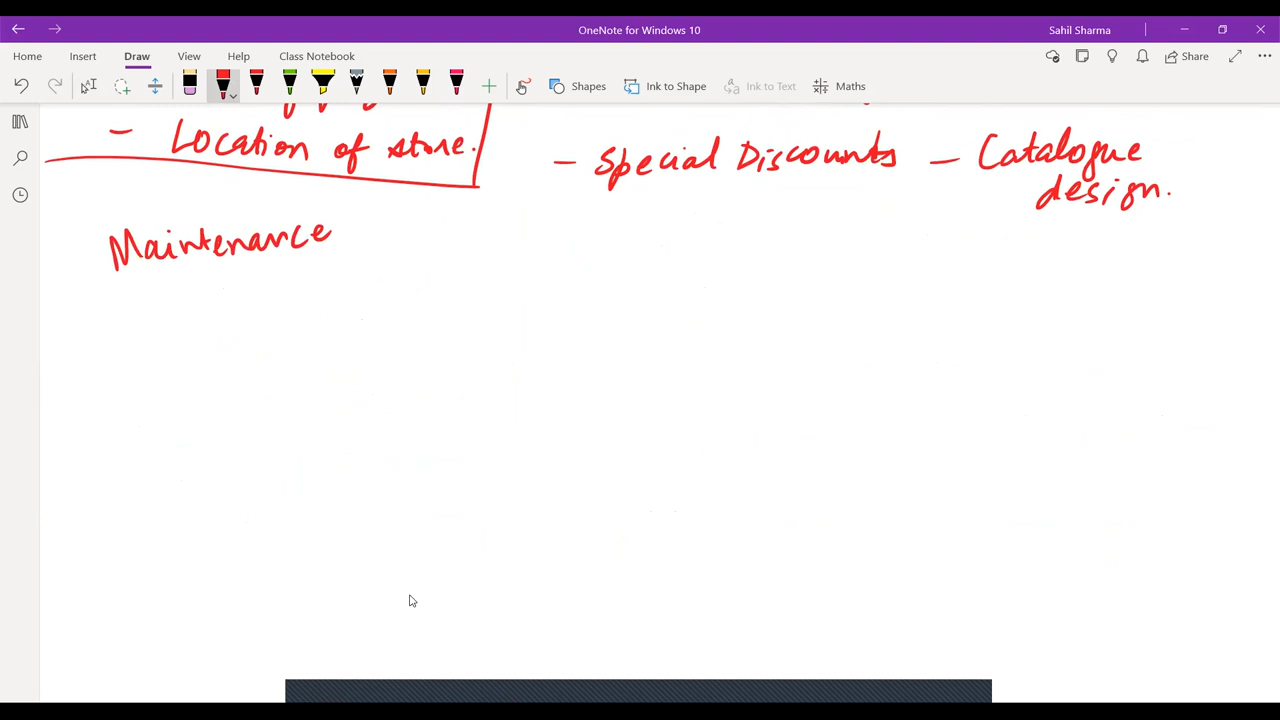 OneNote for Windows 10
Sahil Sharma
Home Insert Draw View Help Class Notebook
Share
Shapes Ink to Shape Ink to Text Maths
- Location of store.
- Special Discounts
- Catalogue
design.
Maintenance